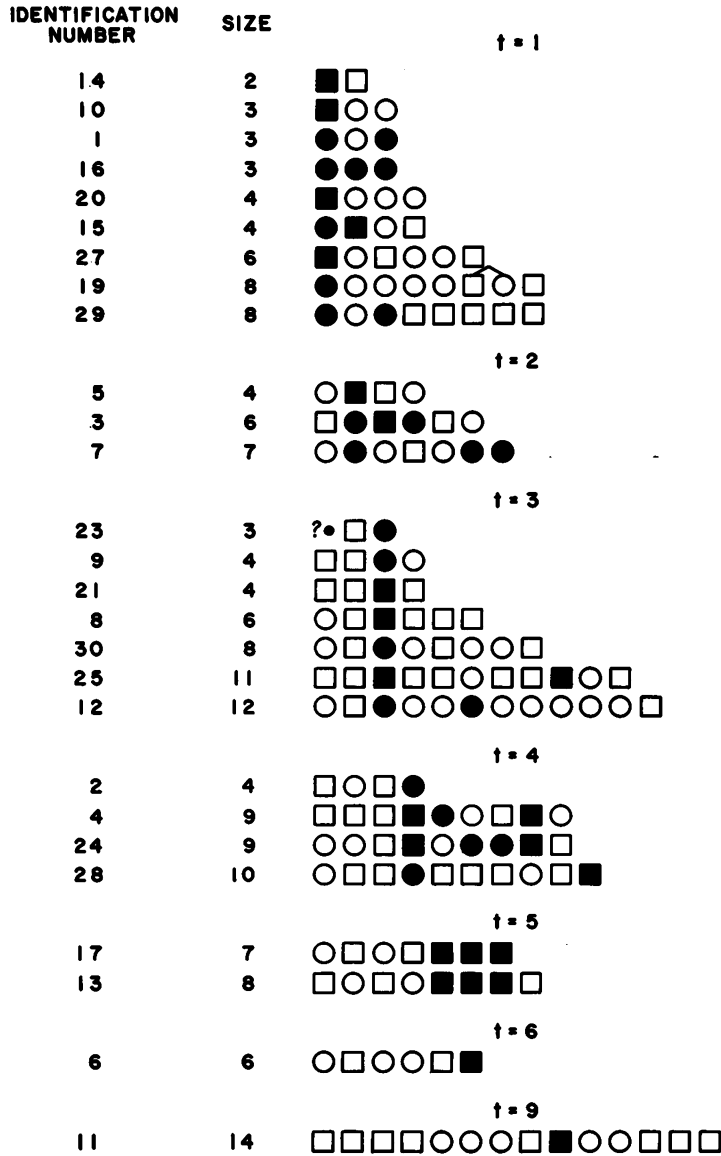 IDENTIFICATION NUMBER SIZE
t = 1
14 2
10 3
1 3
16 3
20 4
15 4
27 6
19 8
29 8
t = 2
5 4
3 6
7 7
t = 3
23 3 ?
9 4
21 4
8 6
30 8
25 11
12 12
t = 4
2 4
4 9
24 9
28 10
t = 5
17 7
13 8
t = 6
6 6
t = 9
11 14